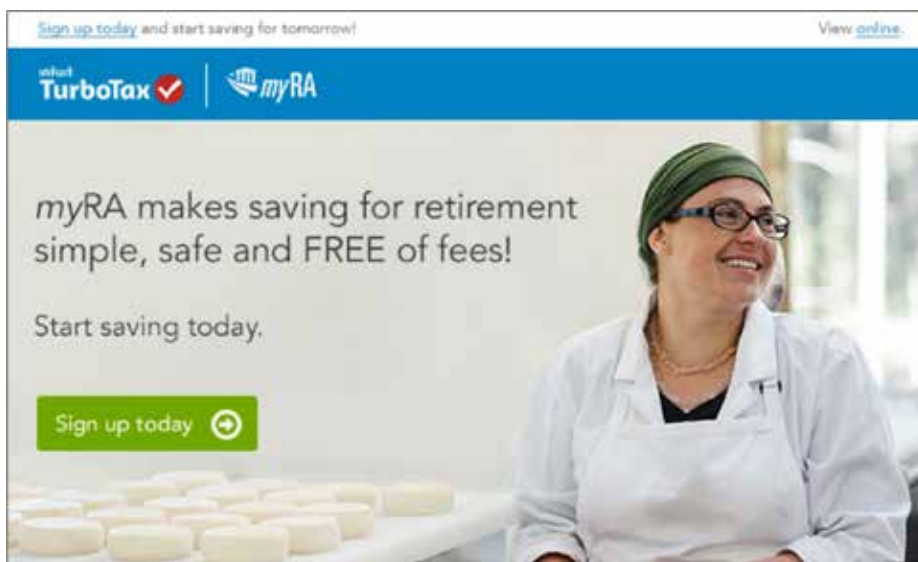 Sign up today and start saving for tomorrow!
View online.
intuit
TurboTax
myRA
myRA makes saving for retirement
simple, safe and FREE of fees!
Start saving today.
Sign up today